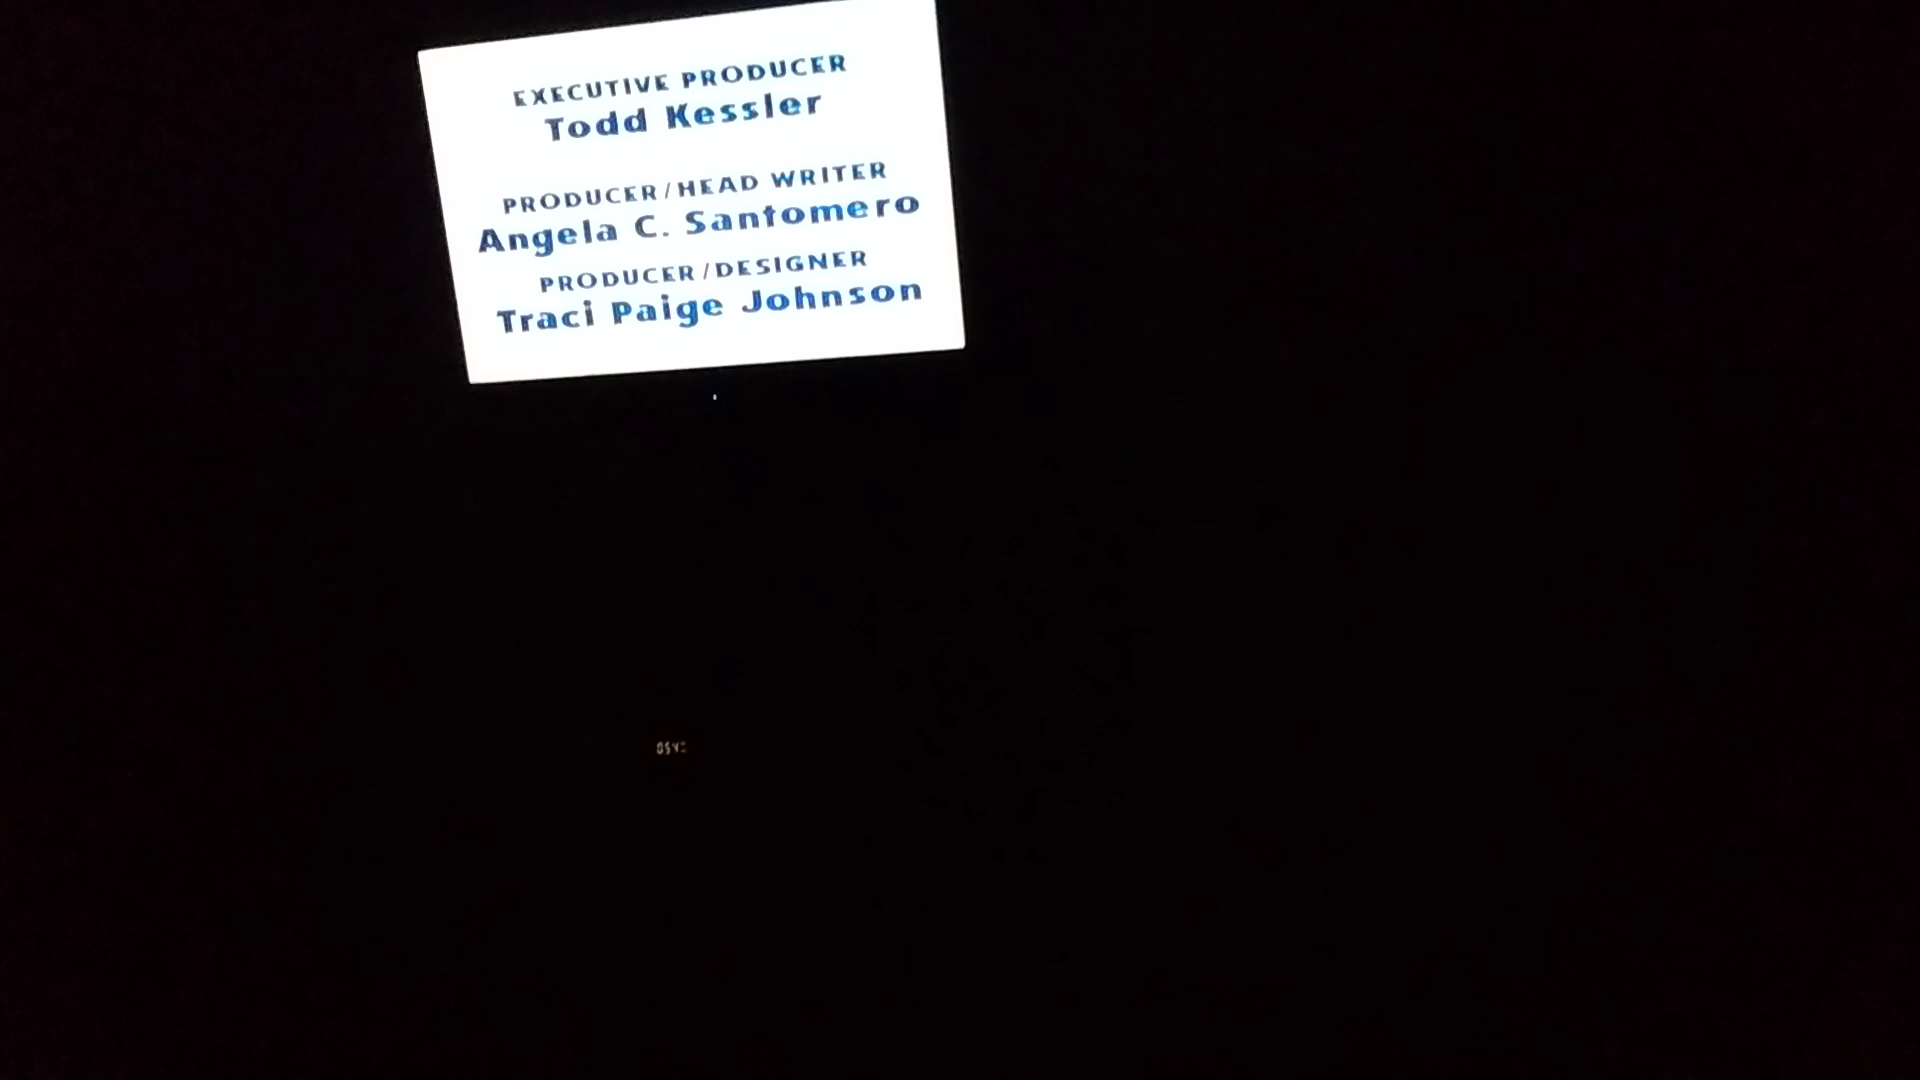 EXECUTIVE PRODUCER
Todd Kessler
PRODUCER/HEAD WRITER
Angela C. Santomero
PRODUCER/DESIGNER
Traci Paige Johnson